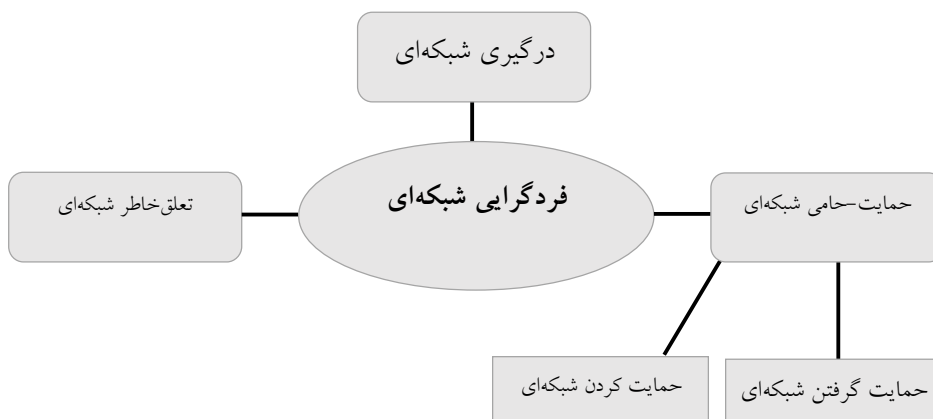 درگیری شبکه‌ای
فردگرایی شبکه‌ای
حمایت-حامی شبکه‌ای
تعلق‌خاطر شبکه‌ای
حمایت گرفتن شبکه‌ای
حمایت کردن شبکه‌ای